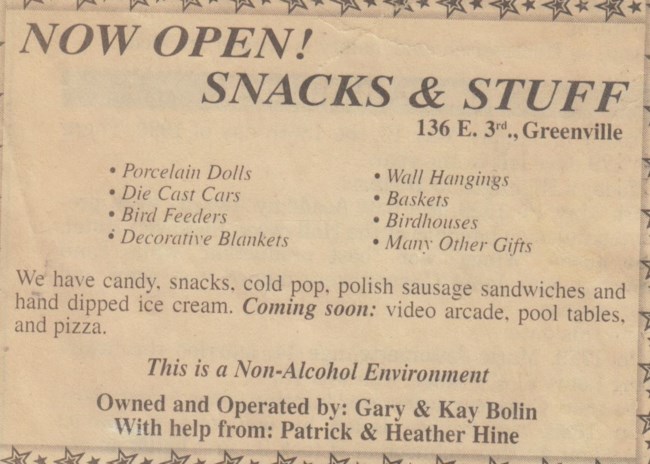 NOW OPEN!
SNACKS & STUFF
136 E. 3rd., Greenville
• Porcelain Dolls
• Die Cast Cars
• Bird Feeders
• Decorative Blankets
• Wall Hangings
• Baskets
• Birdhouses
• Many Other Gifts
We have candy, snacks, cold pop, polish sausage sandwiches and
hand dipped ice cream. Coming soon: video arcade, pool tables,
and pizza.
This is a Non-Alcohol Environment
Owned and Operated by: Gary & Kay Bolin
With help from: Patrick & Heather Hine